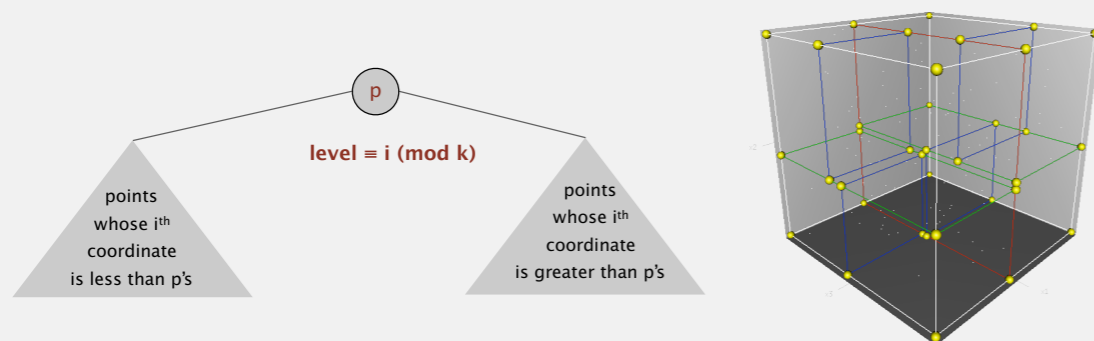 p
level ≡ i (mod k)
points
whose iᵗʰ
coordinate
is less than p's
points
whose iᵗʰ
coordinate
is greater than p's